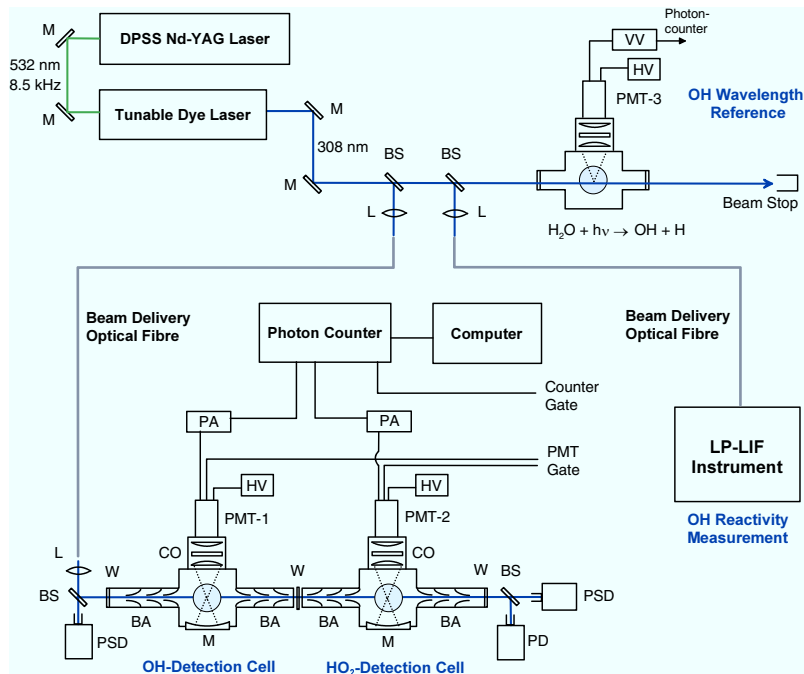 M
DPSS Nd-YAG Laser
532 nm
8.5 kHz
M
Tunable Dye Laser
M
308 nm
M
BS
BS
L
L
VV
Photon-
counter
HV
PMT-3
OH Wavelength
Reference
Beam Stop
H₂O + hν → OH + H
Beam Delivery
Optical Fibre
Photon Counter
Computer
Beam Delivery
Optical Fibre
Counter
Gate
PA
PA
PMT
Gate
LP-LIF
Instrument
OH Reactivity
Measurement
HV
HV
PMT-1
PMT-2
CO
CO
L
BS
W
W
W
BS
PSD
BA
BA
BA
BA
PSD
M
M
PD
OH-Detection Cell
HO₂-Detection Cell